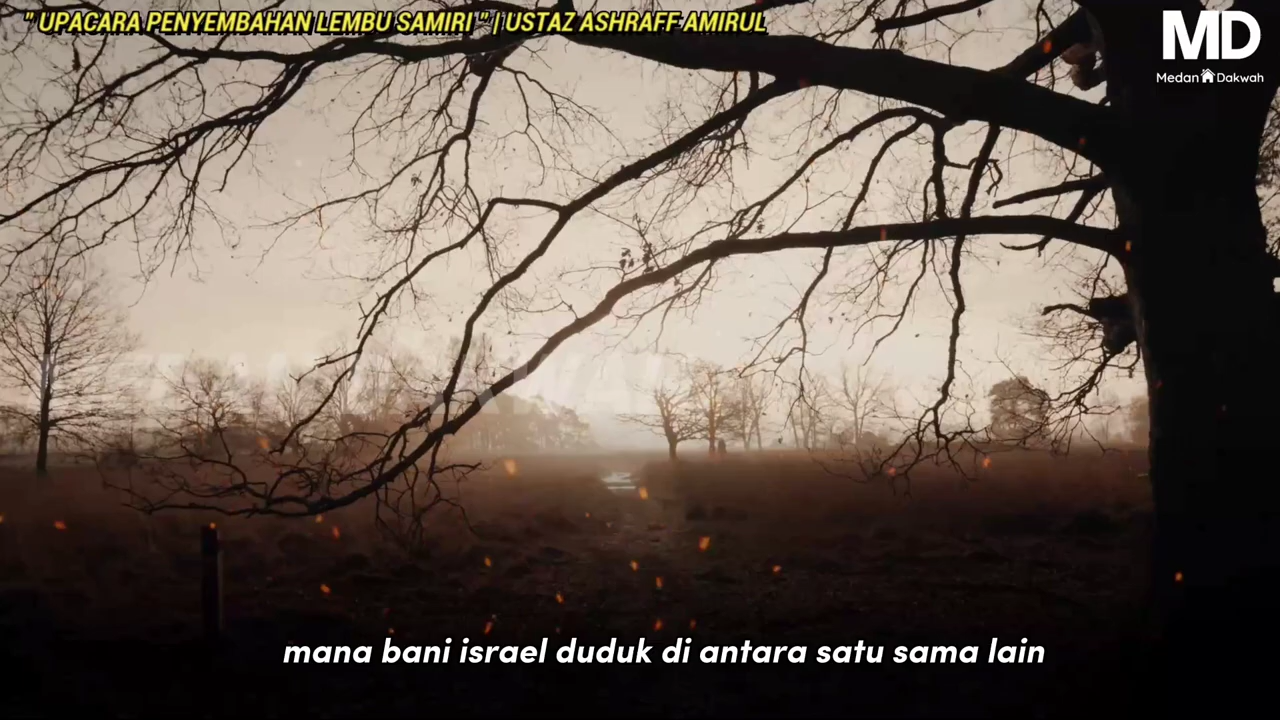 " UPACARA PENYEMBAHAN LEMBU SAMIRI " | USTAZ ASHRAFF AMIRUL
MD
Medan Dakwah
mana bani israel duduk di antara satu sama lain